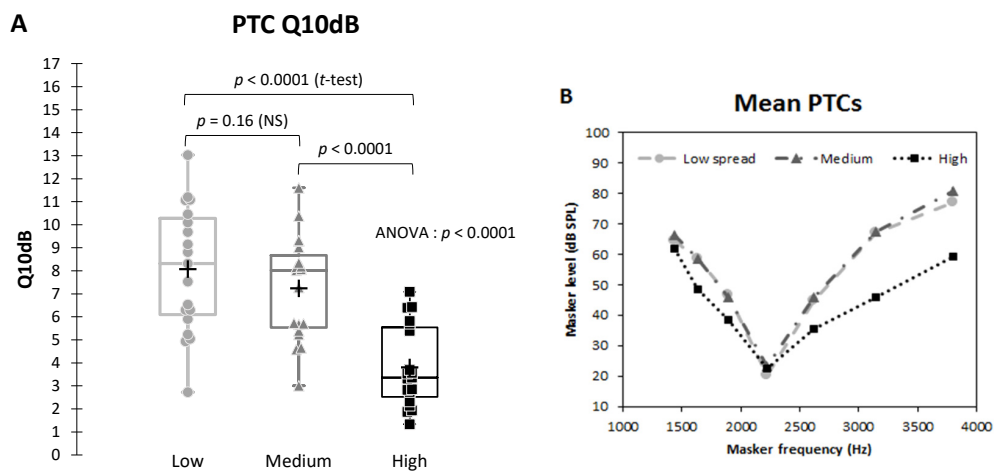 A
PTC Q10dB
17
16
15
14
13
12
11
10
9
8
7
6
5
4
3
2
1
0
Q10dB
p < 0.0001 (t-test)
p = 0.16 (NS)
p < 0.0001
ANOVA : p < 0.0001
Low Medium High
B
Mean PTCs
100
90
80
70
60
50
40
30
20
10
Masker level (dB SPL)
Low spread Medium High
1000 1500 2000 2500 3000 3500 4000
Masker frequency (Hz)